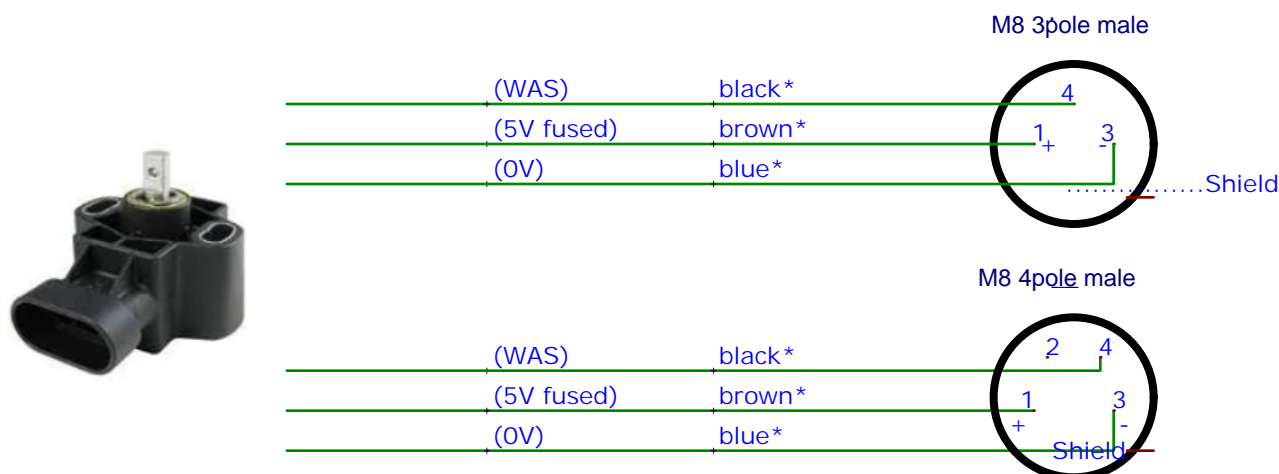 M8 3pole male
(WAS) black* 4
(5V fused) brown* 1 3
+ -
(0V) blue*
Shield
M8 4pole male
2 4
(WAS) black*
(5V fused) brown* 1 3
+ -
(0V) blue* Shield